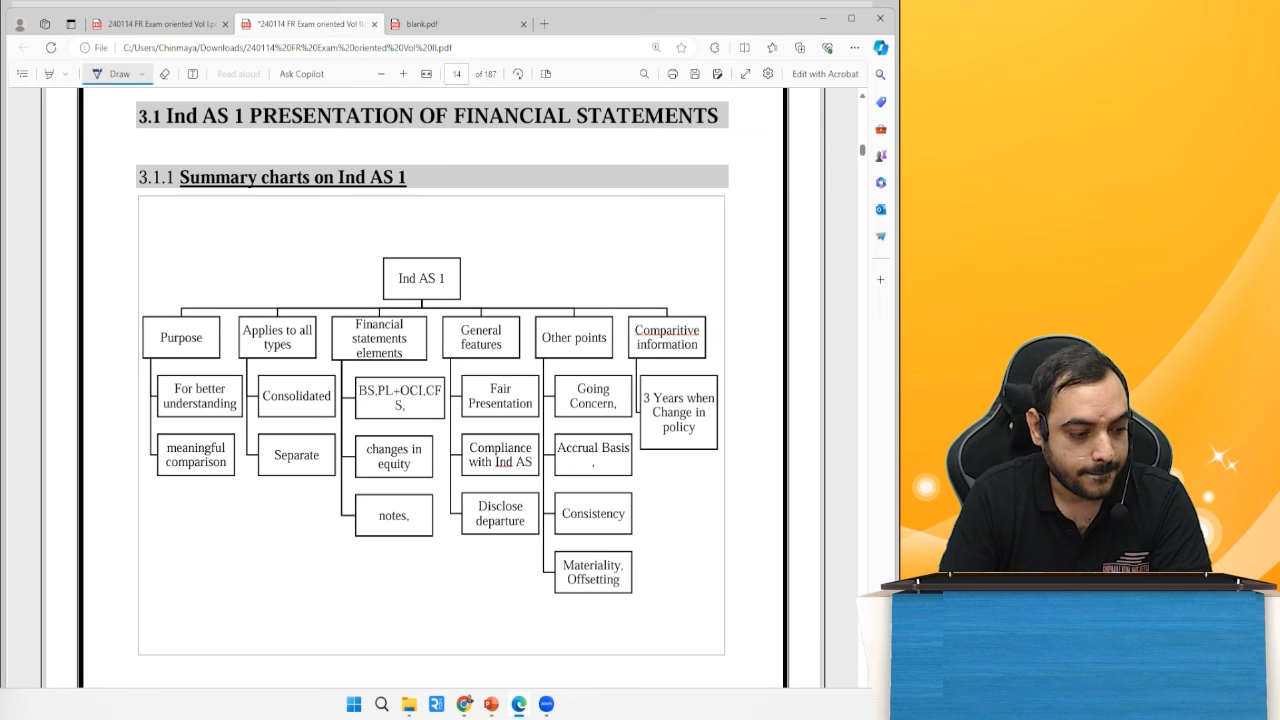 240114 FR Exam oriented Vol I.p
*240114 FR Exam oriented Vol II.
blank.pdf
File
C:/Users/Chinmaya/Downloads/240114%20FR%20Exam%20oriented%20Vol%20II.pdf
Draw
Read aloud
Ask Copilot
14
of 187
Edit with Acrobat
3.1 Ind AS 1 PRESENTATION OF FINANCIAL STATEMENTS
3.1.1 Summary charts on Ind AS 1
Ind AS 1
Purpose
For better
understanding
meaningful
comparison
Applies to all
types
Consolidated
Separate
Financial
statements
elements
BS,PL+OCI,CF
S,
changes in
equity
notes,
General
features
Fair
Presentation
Compliance
with Ind AS
Disclose
departure
Other points
Going
Concern,
Accrual Basis
,
Consistency
Materiality,
Offsetting
Comparitive
information
3 Years when
Change in
policy